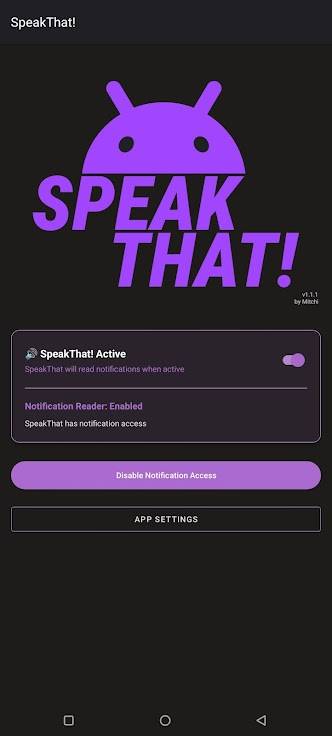 SpeakThat!
SPEAK
THAT!
v1.1.1
by Mitchi
🔊 SpeakThat! Active
SpeakThat will read notifications when active
Notification Reader: Enabled
SpeakThat has notification access
Disable Notification Access
APP SETTINGS